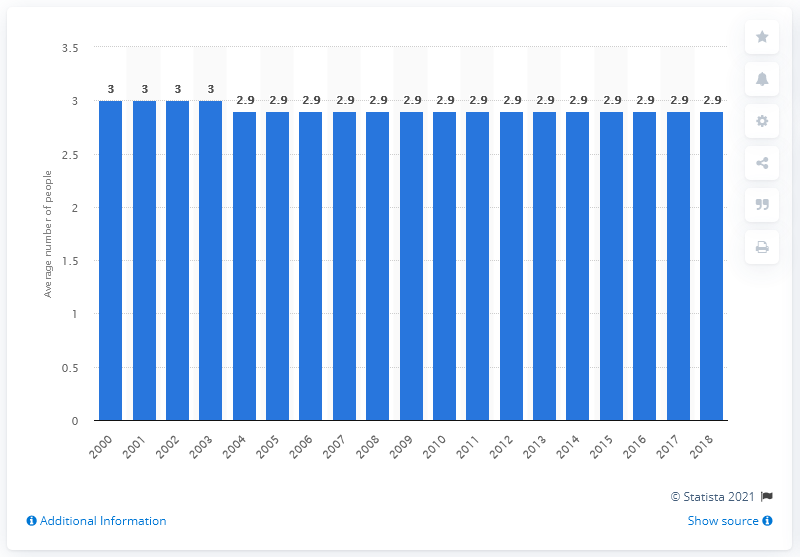 3.5
3
2.5
2
1.5
1
0.5
0
Average number of people
3 3 3 3 2.9 2.9 2.9 2.9 2.9 2.9 2.9 2.9 2.9 2.9 2.9 2.9 2.9 2.9 2.9
2000 2001 2002 2003 2004 2005 2006 2007 2008 2009 2010 2011 2012 2013 2014 2015 2016 2017 2018
© Statista 2021
Additional Information
Show source